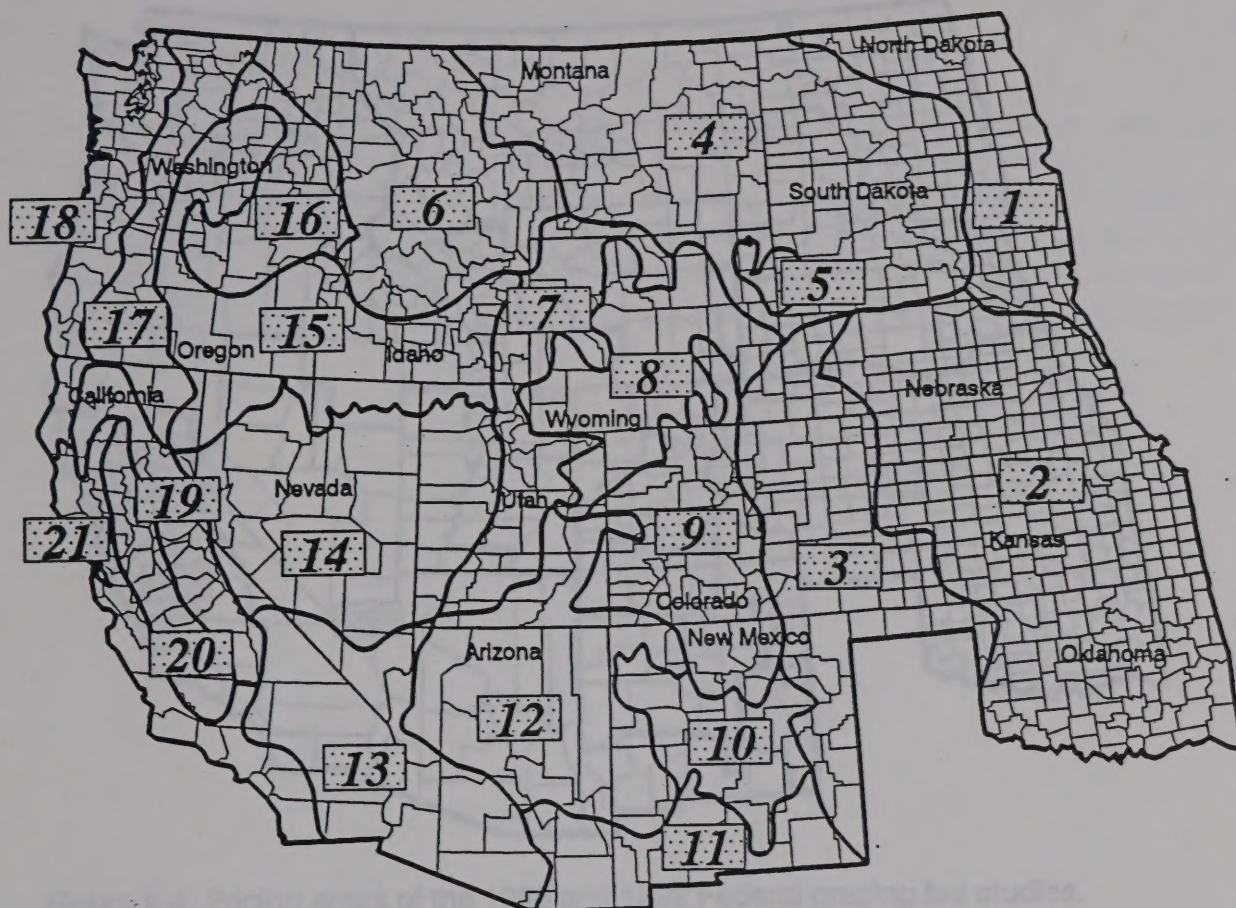 North Dakota
Montana
4
Washington
South Dakota
18
16
6
1
5
7
17
15
Oregon
Idaho
8
California
Nebraska
Wyoming
2
19
Nevada
Utah
21
9
Kansas
14
3
Colorado
20
Arizona
New Mexico
Oklahoma
12
10
13
11